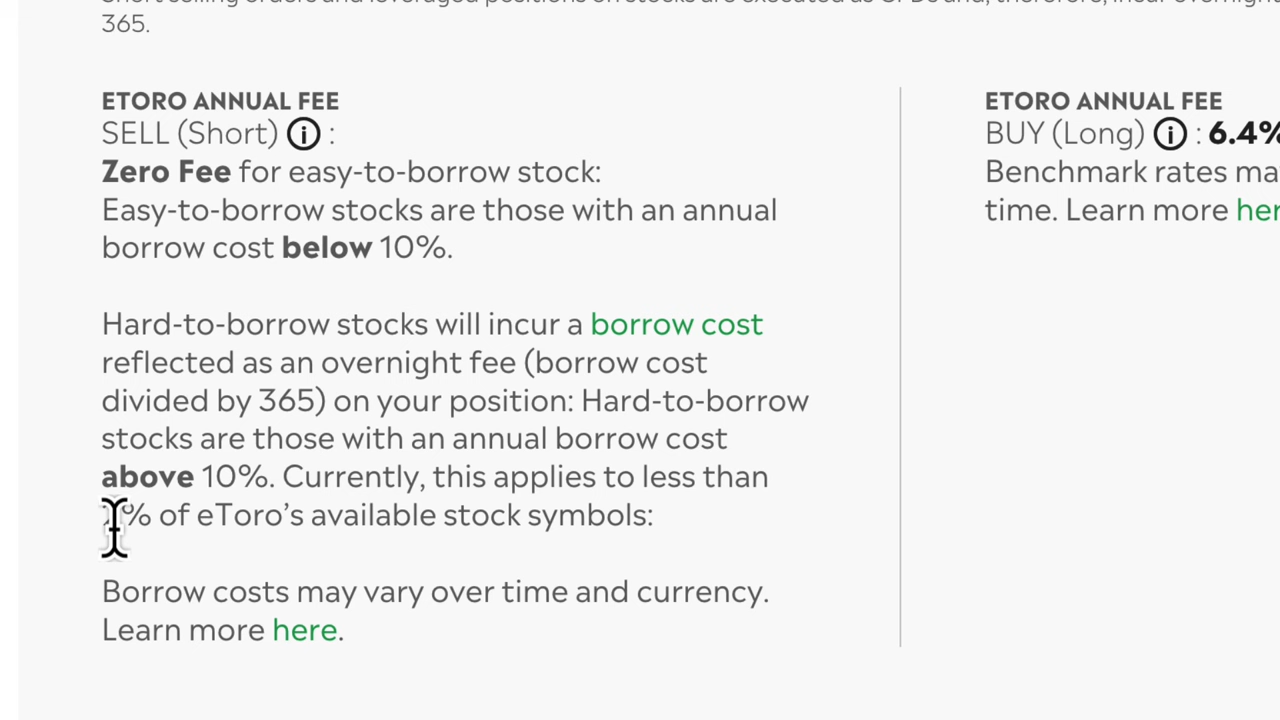 365.
ETORO ANNUAL FEE
SELL (Short) :
Zero Fee for easy-to-borrow stock:
Easy-to-borrow stocks are those with an annual
borrow cost below 10%.
Hard-to-borrow stocks will incur a borrow cost
reflected as an overnight fee (borrow cost
divided by 365) on your position: Hard-to-borrow
stocks are those with an annual borrow cost
above 10%. Currently, this applies to less than
% of eToro’s available stock symbols:
Borrow costs may vary over time and currency.
Learn more here.
ETORO ANNUAL FEE
BUY (Long) : 6.4%
Benchmark rates
time. Learn more